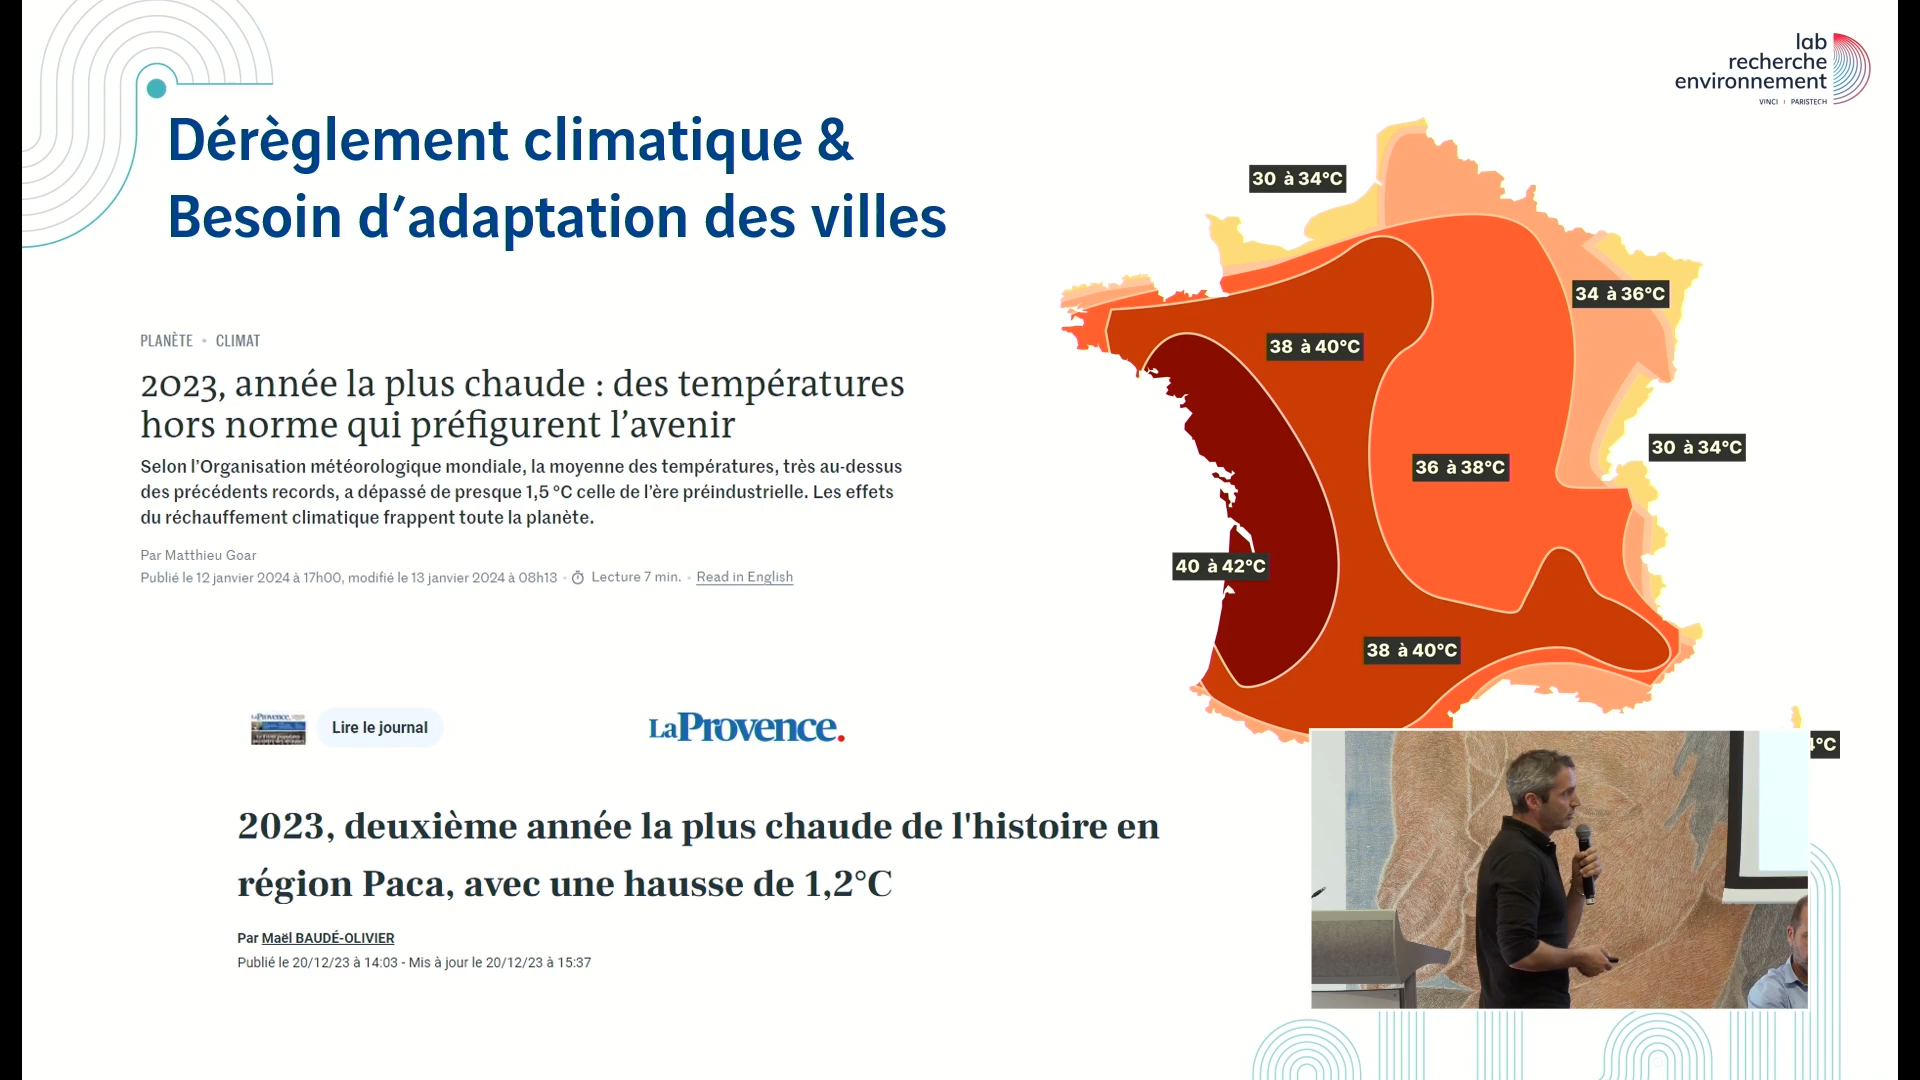 lab
recherche
environnement
VINCI | PARISTECH
Dérèglement climatique &
Besoin d’adaptation des villes
PLANÈTE • CLIMAT
2023, année la plus chaude : des températures
hors norme qui préfigurent l’avenir
Selon l’Organisation météorologique mondiale, la moyenne des températures, très au-dessus
des précédents records, a dépassé de presque 1,5 °C celle de l’ère préindustrielle. Les effets
du réchauffement climatique frappent toute la planète.
Par Matthieu Goar
Publié le 12 janvier 2024 à 17h00, modifié le 13 janvier 2024 à 08h13 • Lecture 7 min. • Read in English
30 à 34°C
34 à 36°C
38 à 40°C
30 à 34°C
36 à 38°C
40 à 42°C
38 à 40°C
4°C
LaProvence.
Lire le journal
LaProvence.
2023, deuxième année la plus chaude de l'histoire en
région Paca, avec une hausse de 1,2°C
Par Maël BAUDÉ-OLIVIER
Publié le 20/12/23 à 14:03 - Mis à jour le 20/12/23 à 15:37